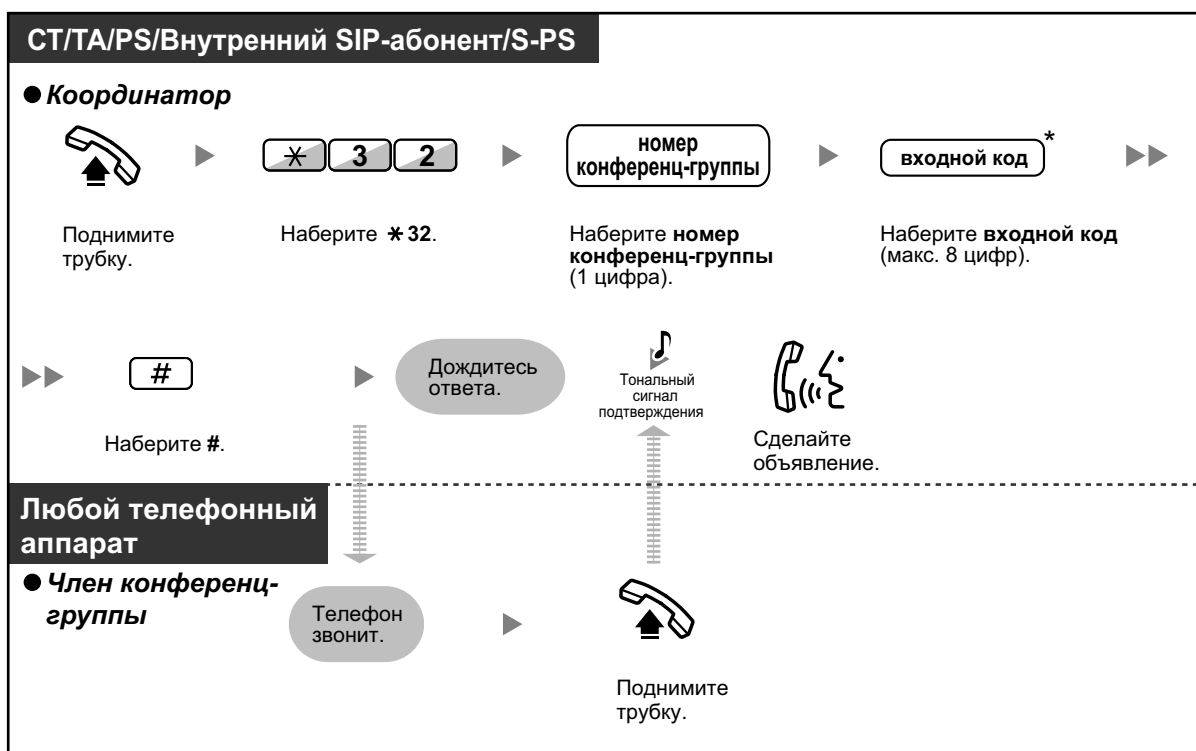 СТ/ТА/PS/Внутренний SIP-абонент/S-PS
● Координатор
* 3 2
номер
конференц-группы
входной код*
Поднимите
трубку.
Наберите *32.
Наберите номер
конференц-группы
(1 цифра).
Наберите входной код
(макс. 8 цифр).
#
Дождитесь
ответа.
Тональный
сигнал
подтверждения
Наберите #.
Сделайте
объявление.
Любой телефонный
аппарат
● Член конференц-
группы
Телефон
звонит.
Поднимите
трубку.